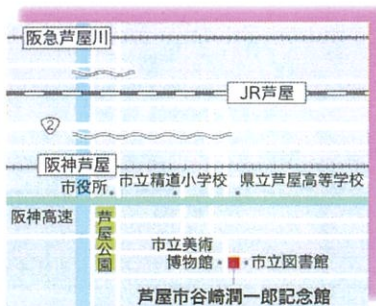 阪急芦屋川
JR芦屋
2
阪神芦屋
市役所
市立精道小学校
県立芦屋高等学校
阪神高速
芦屋公園
市立美術
博物館
市立図書館
芦屋市谷崎潤一郎記念館